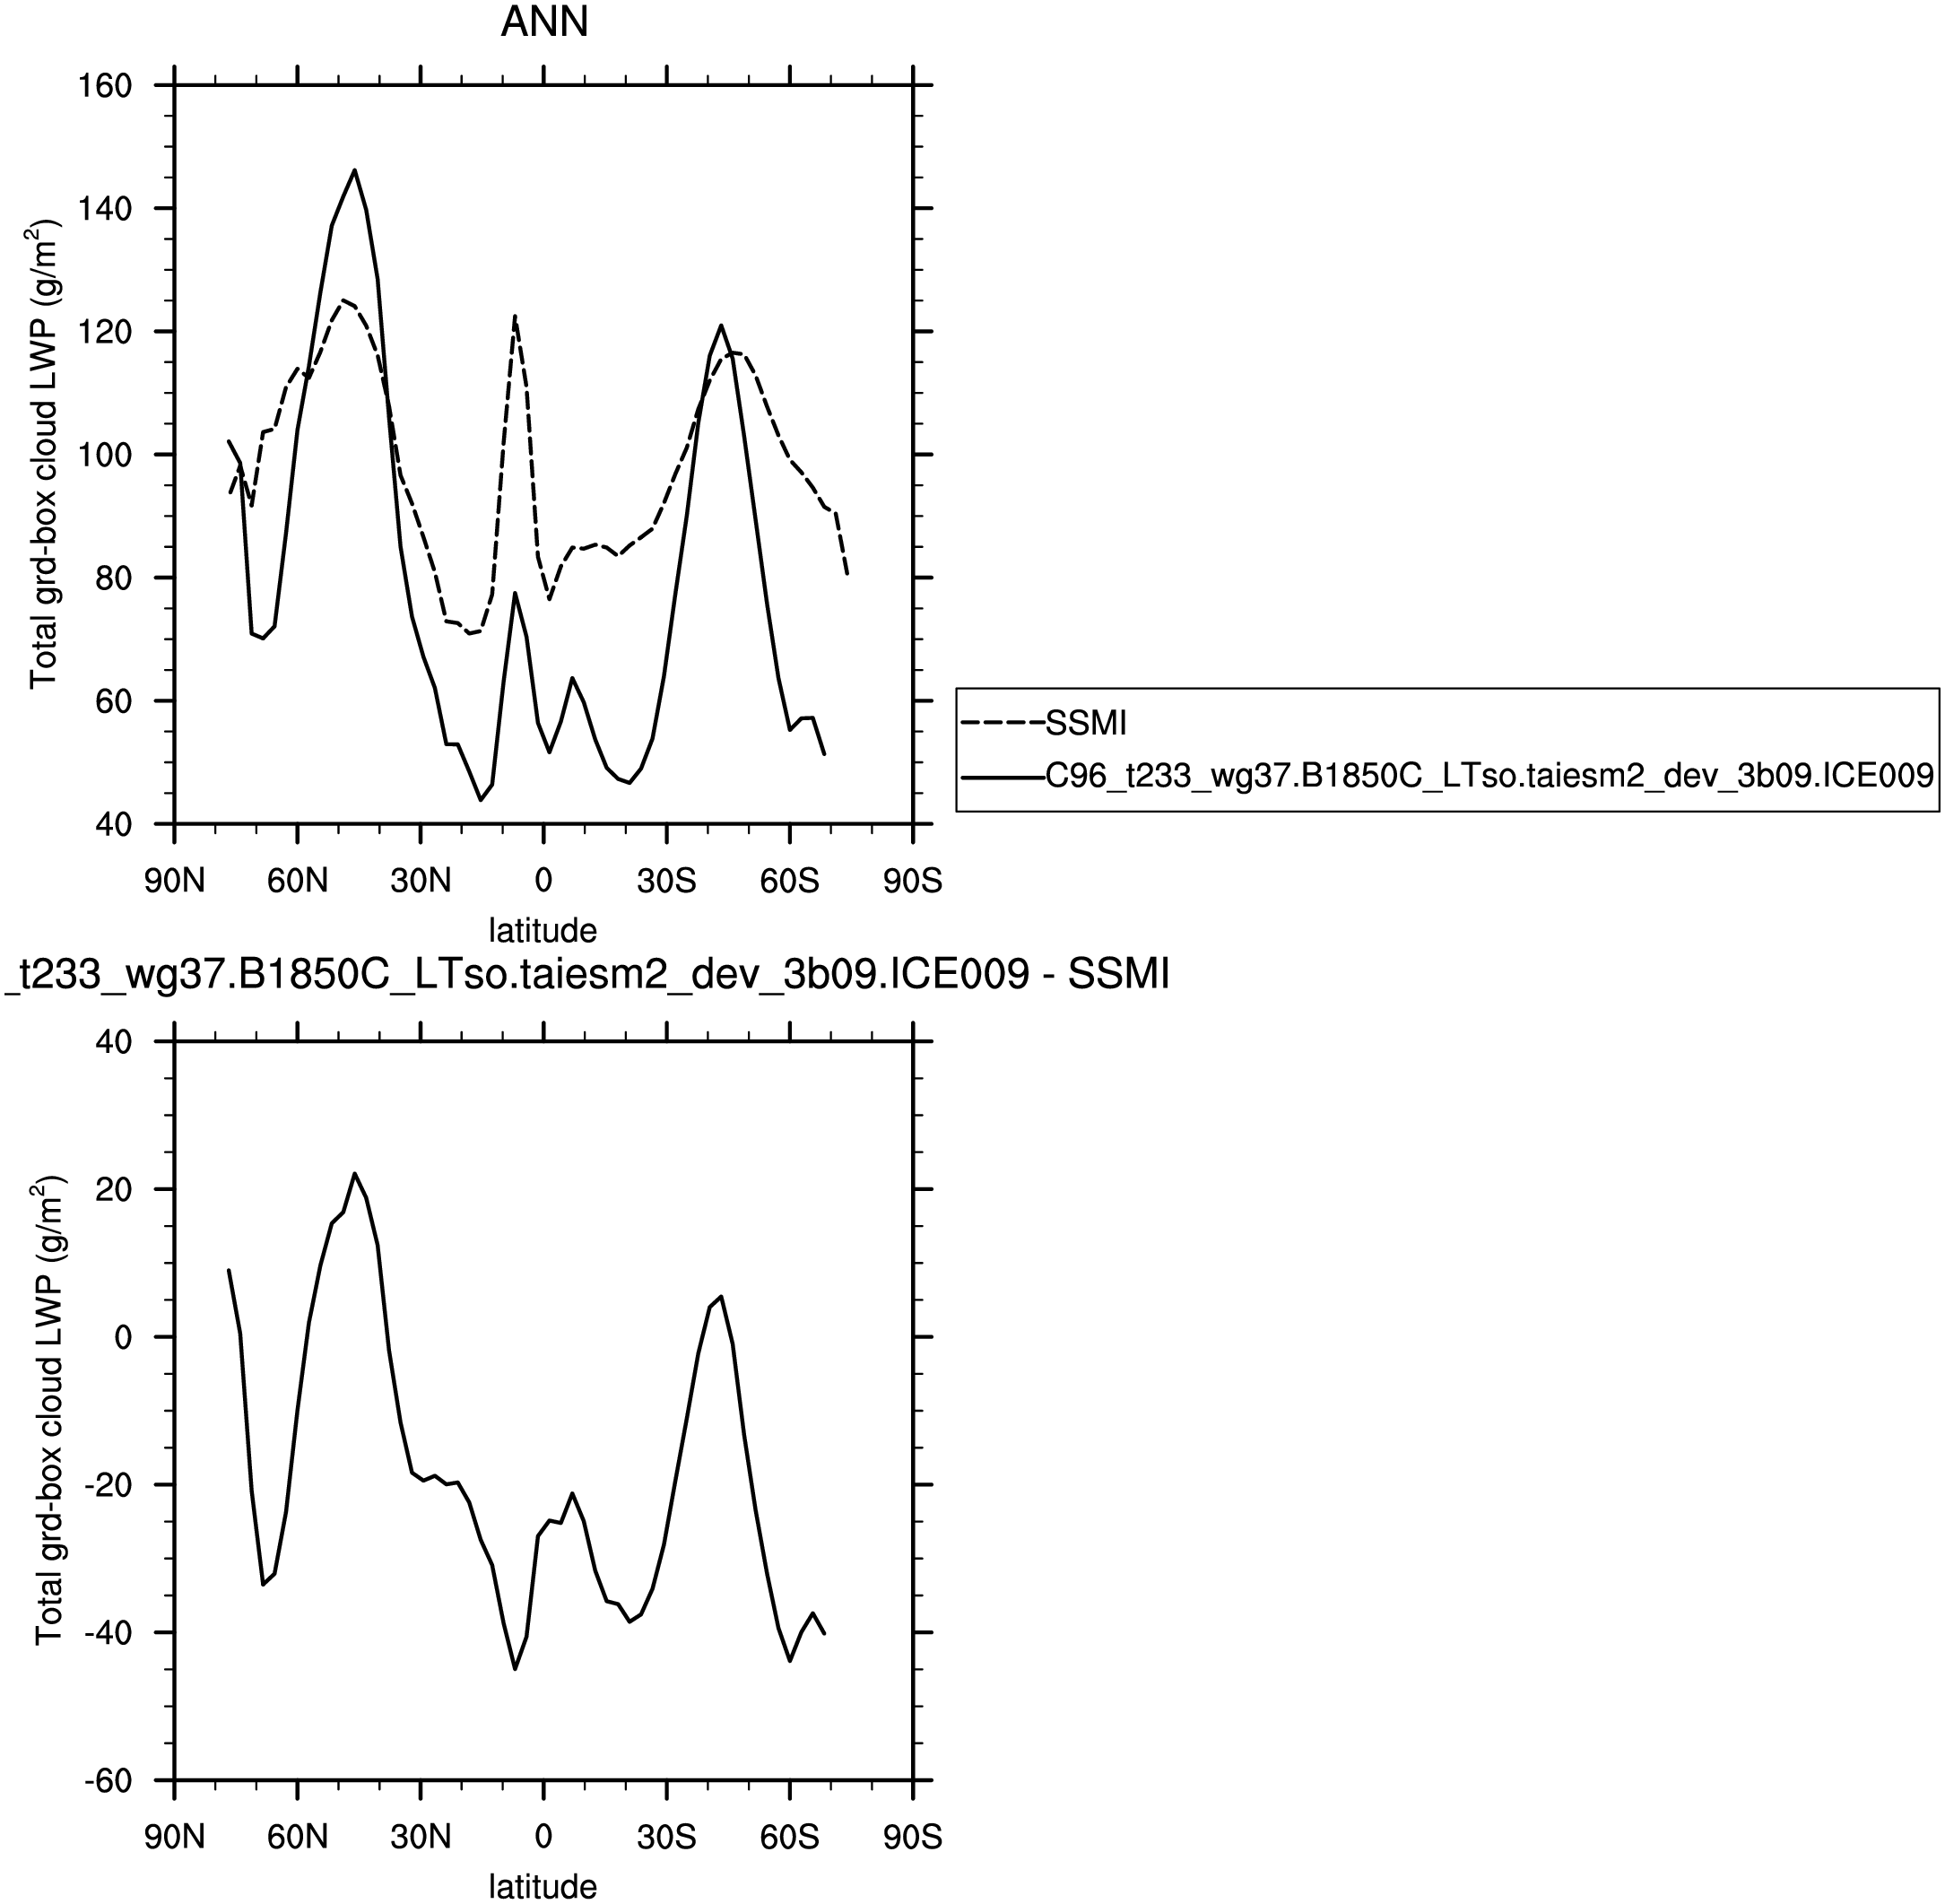 ANN
Total grd-box cloud LWP (g/m²)
160
140
120
100
80
60
40
90N 60N 30N 0 30S 60S 90S
latitude
SSMI
C96_t233_wg37.B1850C_LTso.taiesm2_dev_3b09.ICE009
_t233_wg37.B1850C_LTso.taiesm2_dev_3b09.ICE009 - SSMI
Total grd-box cloud LWP (g/m²)
40
20
0
-20
-40
-60
90N 60N 30N 0 30S 60S 90S
latitude